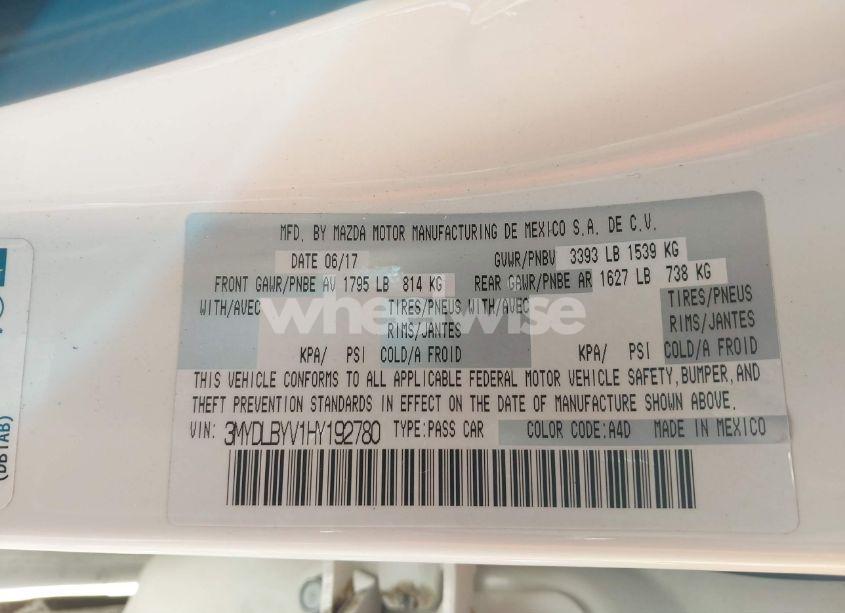 MFD. BY MAZDA MOTOR MANUFACTURING DE MEXICO S.A. DE C.V.
DATE 06/17 GVWR/PNBV 3393 LB 1539 KG
FRONT GAWR/PNBE AV 1795 LB 814 KG REAR GAWR/PNBE AR 1627 LB 738 KG
WITH/AVEC TIRES/PNEUS WITH/AVEC TIRES/PNEUS
RIMS/JANTES RIMS/JANTES
wheelwise
KPA/ PSI COLD/A FROID KPA/ PSI COLD/A FROID
THIS VEHICLE CONFORMS TO ALL APPLICABLE FEDERAL MOTOR VEHICLE SAFETY, BUMPER, AND
THEFT PREVENTION STANDARDS IN EFFECT ON THE DATE OF MANUFACTURE SHOWN ABOVE.
VIN: 3MYDLBYV1HY192780 TYPE:PASS CAR COLOR CODE:A4D MADE IN MEXICO
(DB1AB)